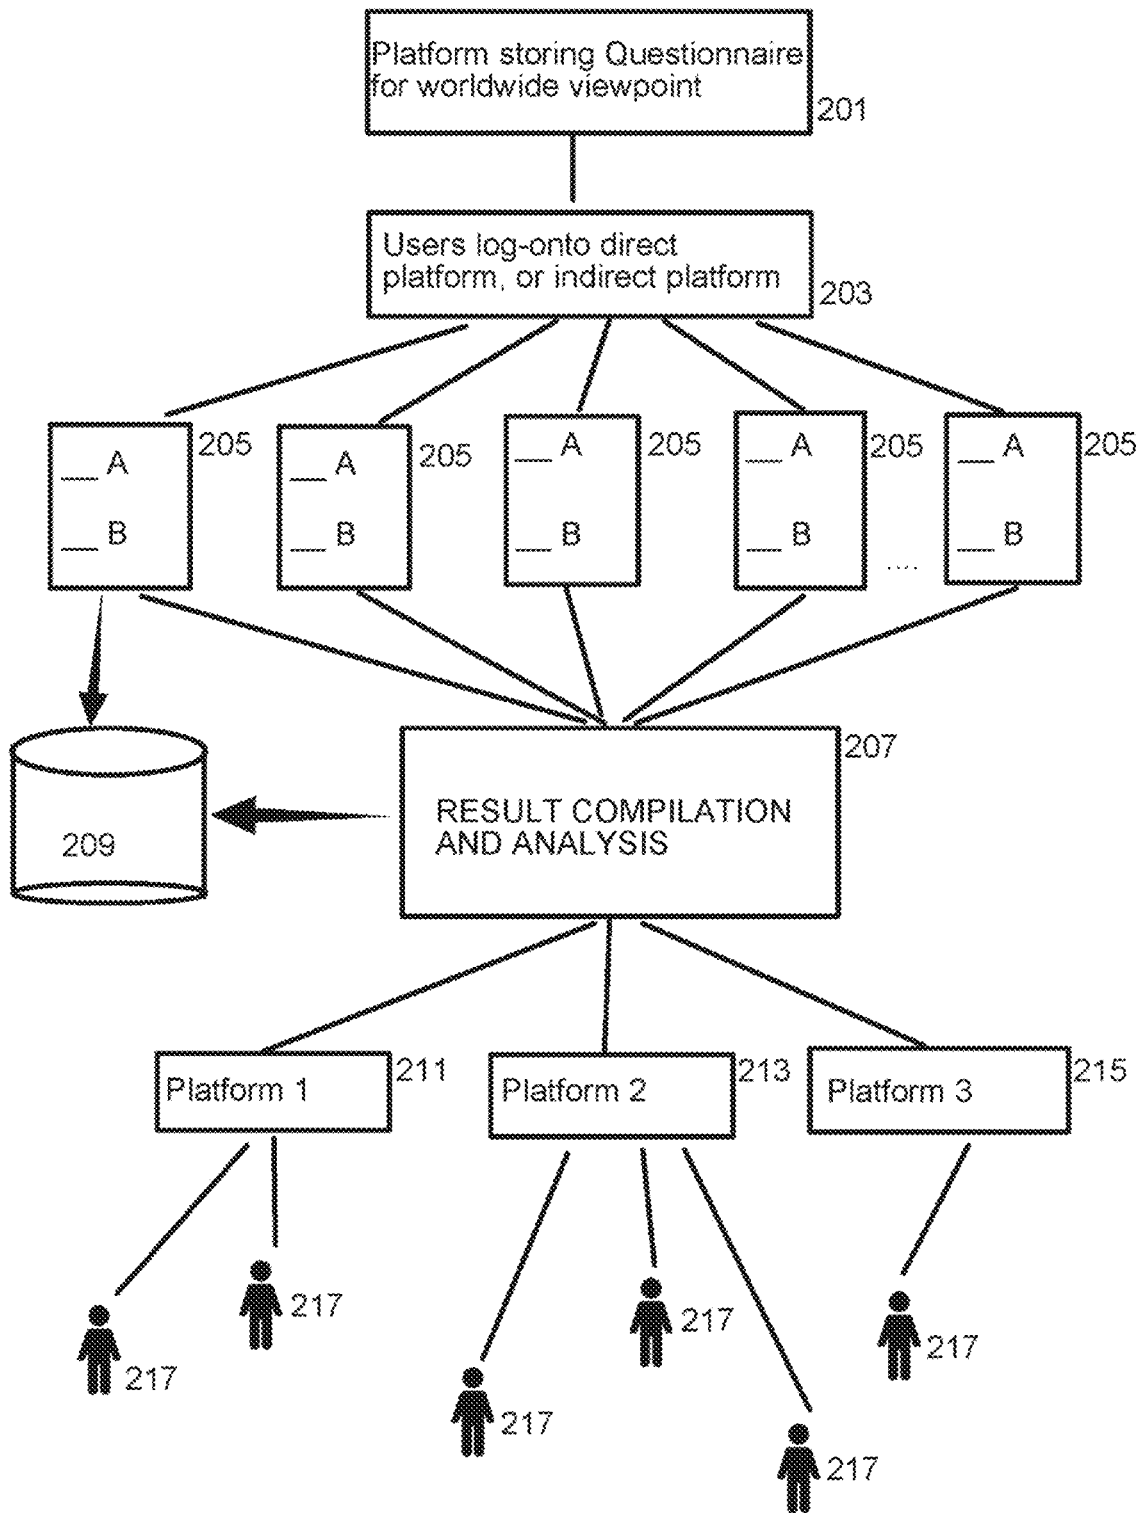 Platform storing Questionnaire
for worldwide viewpoint
201
Users log-onto direct
platform, or indirect platform
203
__ A
__ B
205
__ A
__ B
205
__ A
__ B
205
__ A
__ B
205
....
__ A
__ B
205
207
RESULT COMPILATION
AND ANALYSIS
209
Platform 1
211
Platform 2
213
Platform 3
215
217
217
217
217
217
217